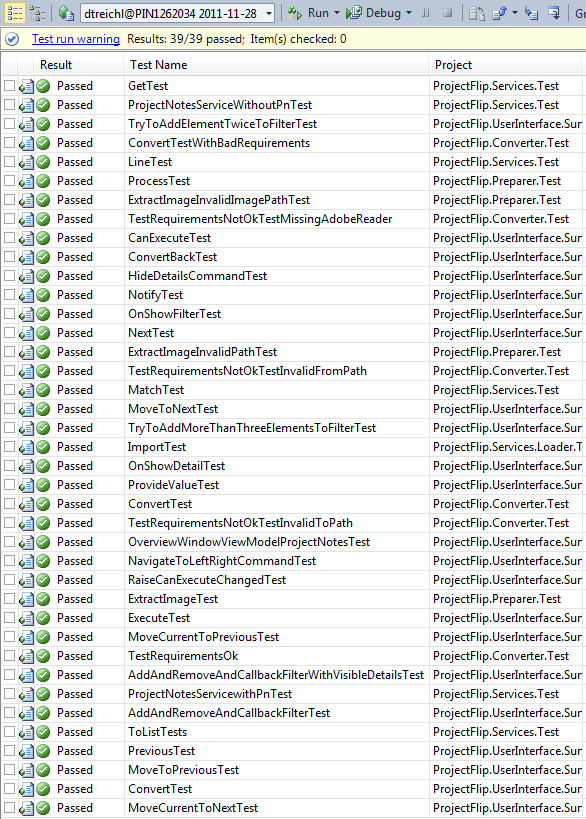 dtreichl@PIN1262034 2011-11-28 Run Debug Gr
Test run warning Results: 39/39 passed; Item(s) checked: 0
Result Test Name Project
Passed GetTest ProjectFlip.Services.Test
Passed ProjectNotesServiceWithoutPnTest ProjectFlip.Services.Test
Passed TryToAddElementTwiceToFilterTest ProjectFlip.UserInterface.Sur
Passed ConvertTestWithBadRequirements ProjectFlip.Converter.Test
Passed LineTest ProjectFlip.Services.Test
Passed ProcessTest ProjectFlip.Preparer.Test
Passed ExtractImageInvalidImagePathTest ProjectFlip.Preparer.Test
Passed TestRequirementsNotOkTestMissingAdobeReader ProjectFlip.Converter.Test
Passed CanExecuteTest ProjectFlip.UserInterface.Sur
Passed ConvertBackTest ProjectFlip.UserInterface.Sur
Passed HideDetailsCommandTest ProjectFlip.UserInterface.Sur
Passed NotifyTest ProjectFlip.UserInterface.Sur
Passed OnShowFilterTest ProjectFlip.UserInterface.Sur
Passed NextTest ProjectFlip.UserInterface.Sur
Passed ExtractImageInvalidPathTest ProjectFlip.Preparer.Test
Passed TestRequirementsNotOkTestInvalidFromPath ProjectFlip.Converter.Test
Passed MatchTest ProjectFlip.Services.Test
Passed MoveToNextTest ProjectFlip.UserInterface.Sur
Passed TryToAddMoreThanThreeElementsToFilterTest ProjectFlip.UserInterface.Sur
Passed ImportTest ProjectFlip.Services.Loader.T
Passed OnShowDetailTest ProjectFlip.UserInterface.Sur
Passed ProvideValueTest ProjectFlip.UserInterface.Sur
Passed ConvertTest ProjectFlip.Converter.Test
Passed TestRequirementsNotOkTestInvalidToPath ProjectFlip.Converter.Test
Passed OverviewWindowViewModelProjectNotesTest ProjectFlip.UserInterface.Sur
Passed NavigateToLeftRightCommandTest ProjectFlip.UserInterface.Sur
Passed RaiseCanExecuteChangedTest ProjectFlip.UserInterface.Sur
Passed ExtractImageTest ProjectFlip.Preparer.Test
Passed ExecuteTest ProjectFlip.UserInterface.Sur
Passed MoveCurrentToPreviousTest ProjectFlip.UserInterface.Sur
Passed TestRequirementsOk ProjectFlip.Converter.Test
Passed AddAndRemoveAndCallbackFilterWithVisibleDetailsTest ProjectFlip.UserInterface.Sur
Passed ProjectNotesServicewithPnTest ProjectFlip.Services.Test
Passed AddAndRemoveAndCallbackFilterTest ProjectFlip.UserInterface.Sur
Passed ToListTests ProjectFlip.Services.Test
Passed PreviousTest ProjectFlip.UserInterface.Sur
Passed MoveToPreviousTest ProjectFlip.UserInterface.Sur
Passed ConvertTest ProjectFlip.UserInterface.Sur
Passed MoveCurrentToNextTest ProjectFlip.UserInterface.Sur